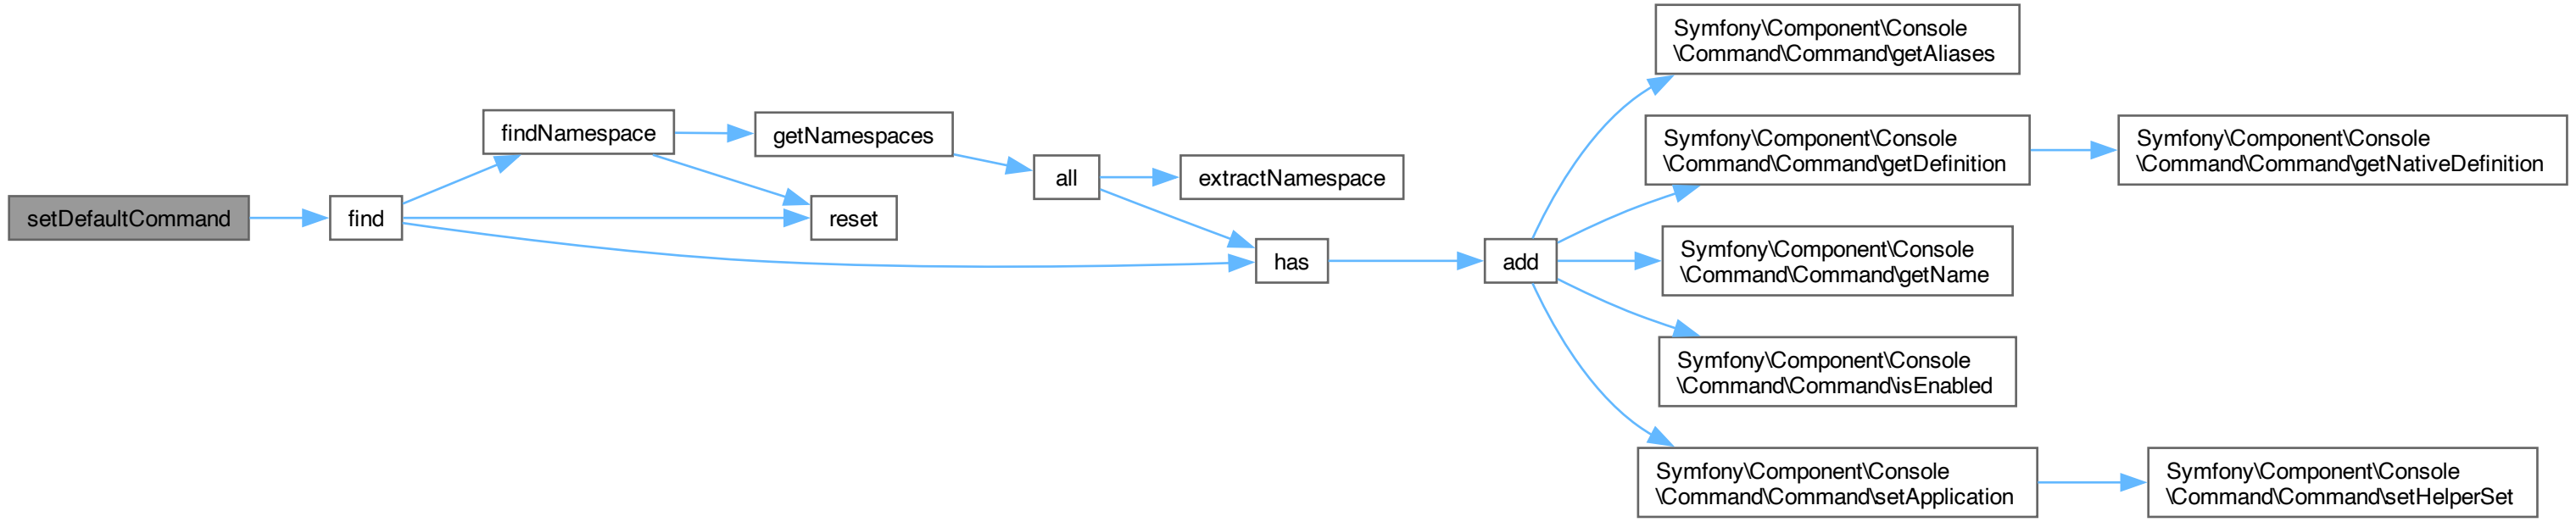 setDefaultCommand
find
findNamespace
getNamespaces
reset
all
extractNamespace
has
add
Symfony\Component\Console
\Command\Command\getAliases
Symfony\Component\Console
\Command\Command\getDefinition
Symfony\Component\Console
\Command\Command\getNativeDefinition
Symfony\Component\Console
\Command\Command\getName
Symfony\Component\Console
\Command\Command\isEnabled
Symfony\Component\Console
\Command\Command\setApplication
Symfony\Component\Console
\Command\Command\setHelperSet